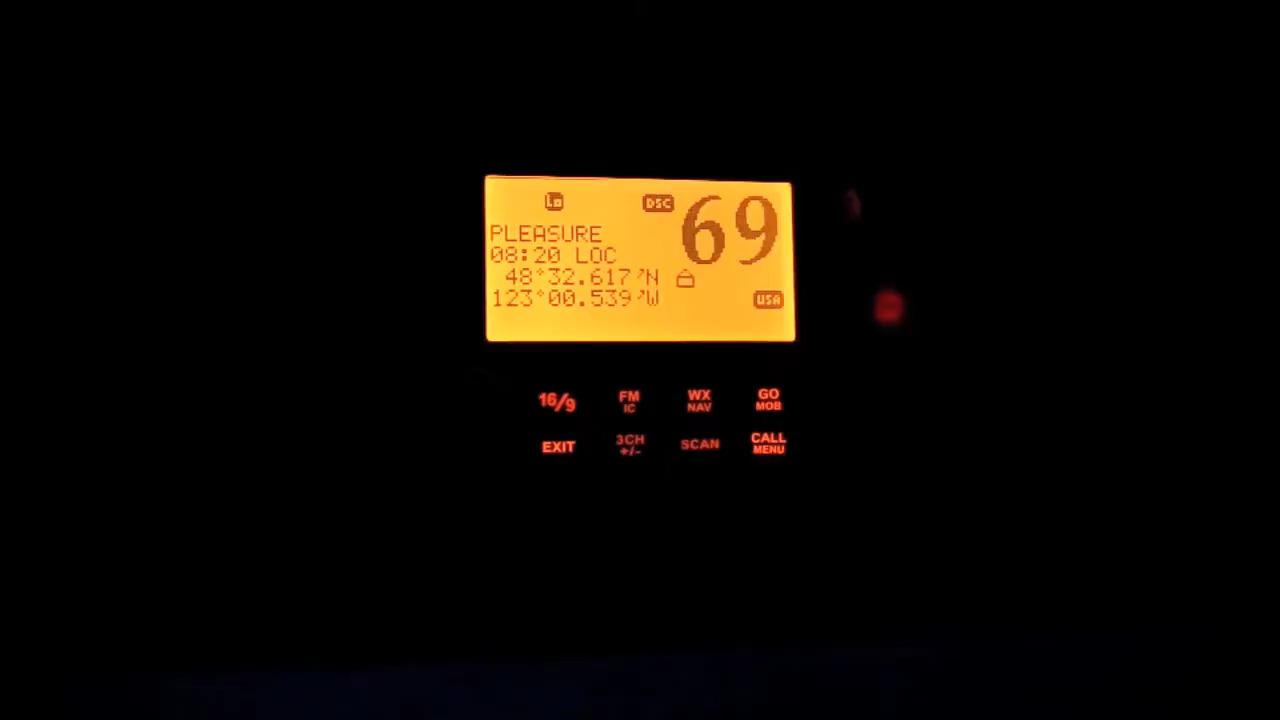 Lo DSC 69
PLEASURE
08:20 LOC
48°32.617'N
123°00.539'W USA
16/9 FM IC WX NAV GO MOB
EXIT 3CH +/- SCAN CALL MENU